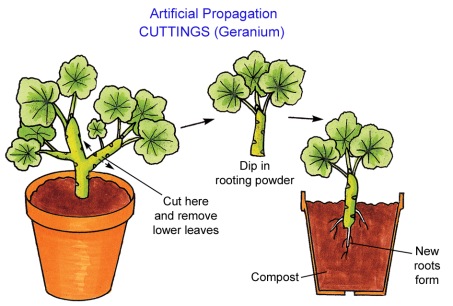 Artificial Propagation
CUTTINGS (Geranium)
Dip in
rooting powder
Cut here
and remove
lower leaves
Compost
New
roots
form